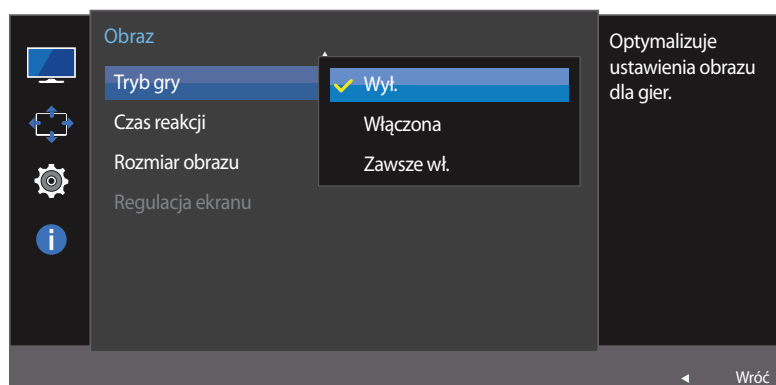 Obraz
Tryb gry
Wył.
Czas reakcji
Włączona
Rozmiar obrazu
Zawsze wł.
Regulacja ekranu
Optymalizuje
ustawienia obrazu
dla gier.
Wróć